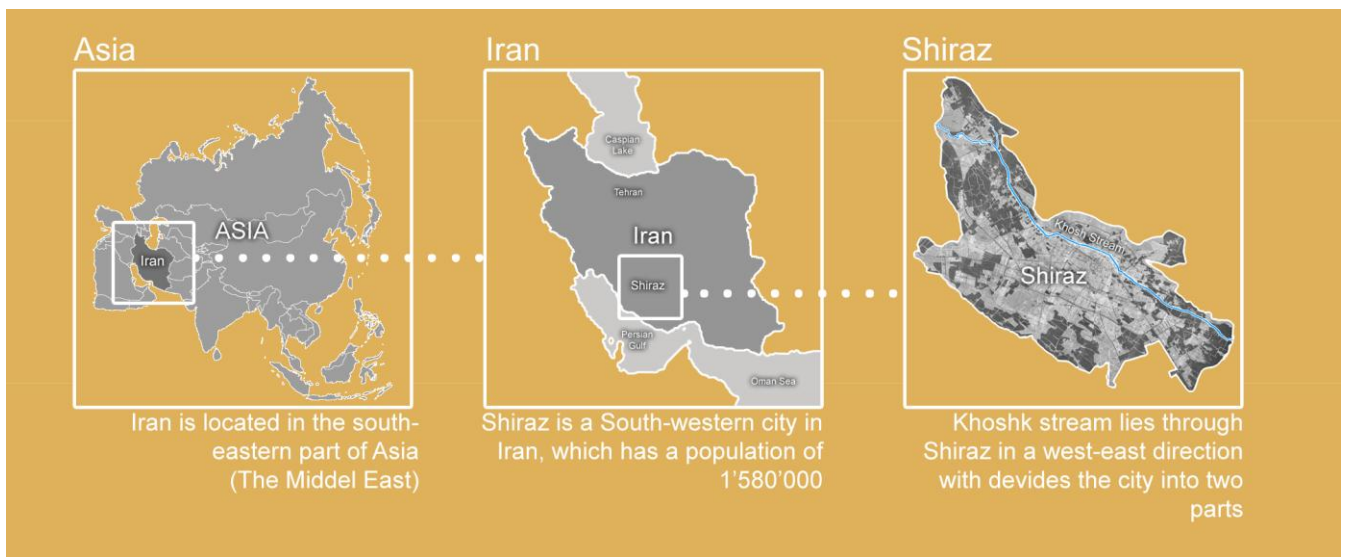 Asia
ASIA
Iran
Iran is located in the south-
eastern part of Asia
(The Middel East)
Iran
Caspian
Lake
Tehran
Iran
Shiraz
Persian
Gulf
Oman Sea
Shiraz is a South-western city in
Iran, which has a population of
1'580'000
Shiraz
Khosh Stream
Shiraz
Khoshk stream lies through
Shiraz in a west-east direction
with devides the city into two
parts